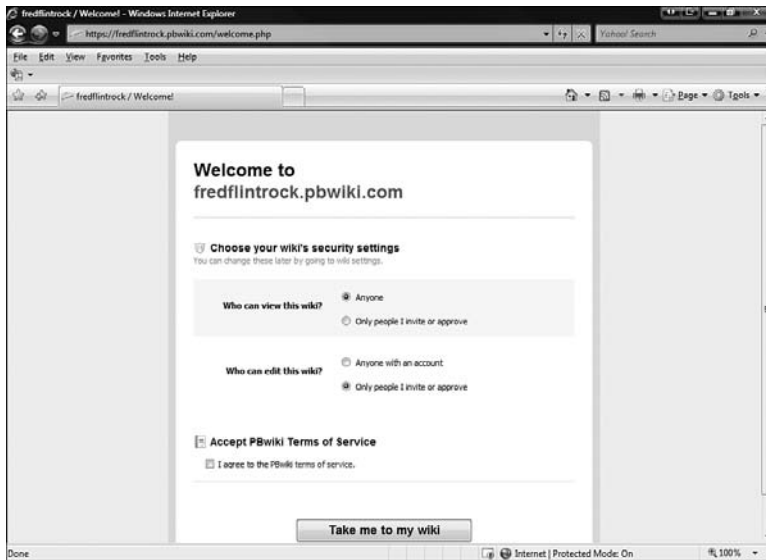 fredflintrock / Welcome! - Windows Internet Explorer
https://fredflintrock.pbwiki.com/welcome.php
Yahoo! Search
File Edit View Favorites Tools Help
fredflintrock / Welcome!
Page Tools
Welcome to
fredflintrock.pbwiki.com
Choose your wiki's security settings
You can change these later by going to wiki settings.
Who can view this wiki?
Anyone
Only people I invite or approve
Who can edit this wiki?
Anyone with an account
Only people I invite or approve
Accept PBwiki Terms of Service
I agree to the PBwiki terms of service.
Take me to my wiki
Done
Internet | Protected Mode: On
100%